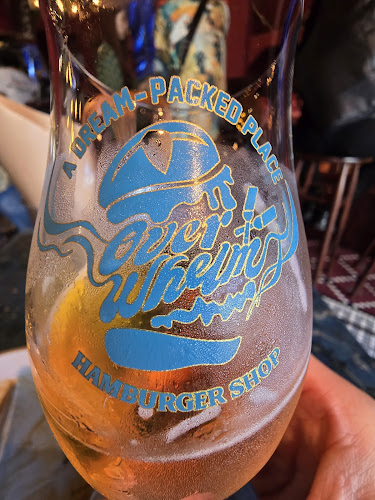 A DREAM-PACKED PLACE
Over
Whelm
HAMBURGER SHOP